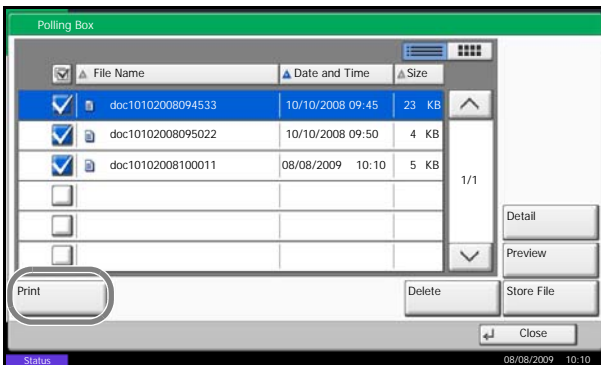 Polling Box
File Name Date and Time Size
doc10102008094533 10/10/2008 09:45 23 KB
doc10102008095022 10/10/2008 09:50 4 KB
doc10102008100011 08/08/2009 10:10 5 KB
1/1
Detail
Preview
Print Delete Store File
Close
Status 08/08/2009 10:10